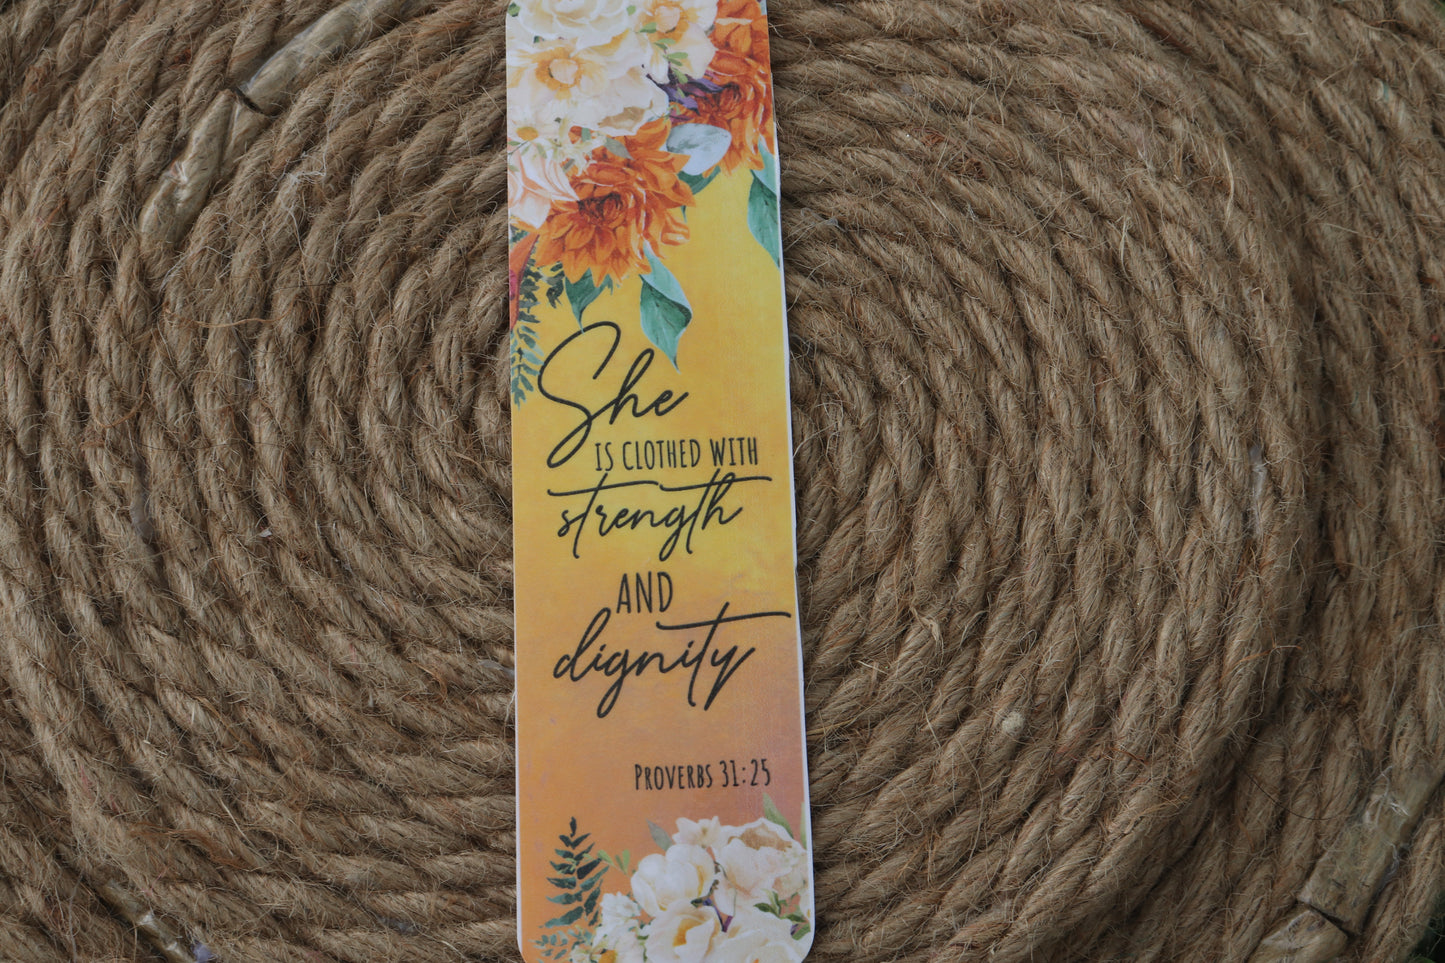 She
IS CLOTHED WITH
strength
AND
dignity
PROVERBS 31:25